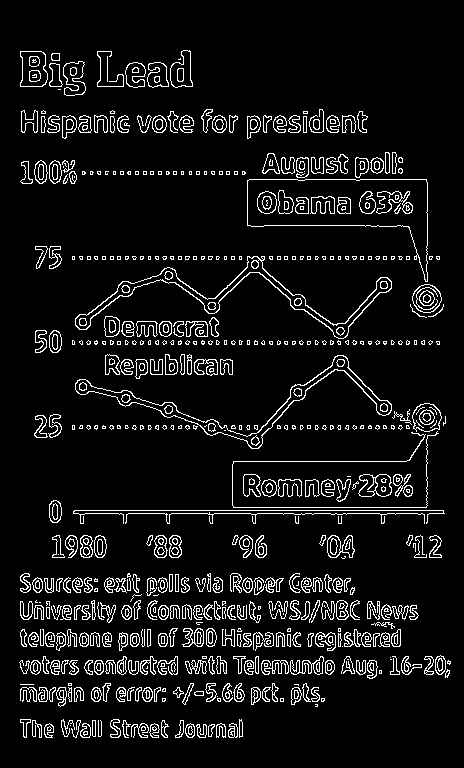 Big Lead
Hispanic vote for president
August poll:
100%
Obama 63%
75
Democrat
50
Republican
25
Romney 28%
0
1980 '88 '96 '04 '12
Sources: exit polls via Roper Center,
University of Connecticut; WSJ/NBC News
telephone poll of 300 Hispanic registered
voters conducted with Telemundo Aug. 16–20;
margin of error: +/–5.66 pct. pts.
The Wall Street Journal